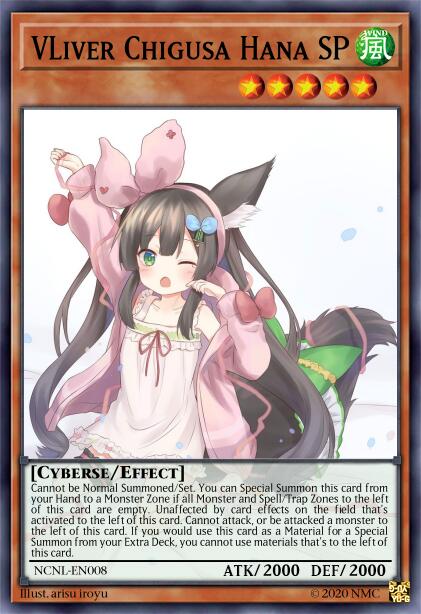 VLiver Chigusa Hana SP
WIND
風
[Cyberse/Effect]
Cannot be Normal Summoned/Set. You can Special Summon this card from
your Hand to a Monster Zone if all Monster and Spell/Trap Zones to the left
of this card are empty. Unaffected by card effects on the field that's
activated to the left of this card. Cannot attack, or be attacked a monster to
the left of this card. If you would use this card as a Material for a Special
Summon from your Extra Deck, you cannot use materials that's to the left of
this card.
NCNL-EN008
ATK/ 2000 DEF/ 2000
Illust. arisu iroyu
©2020 NMC